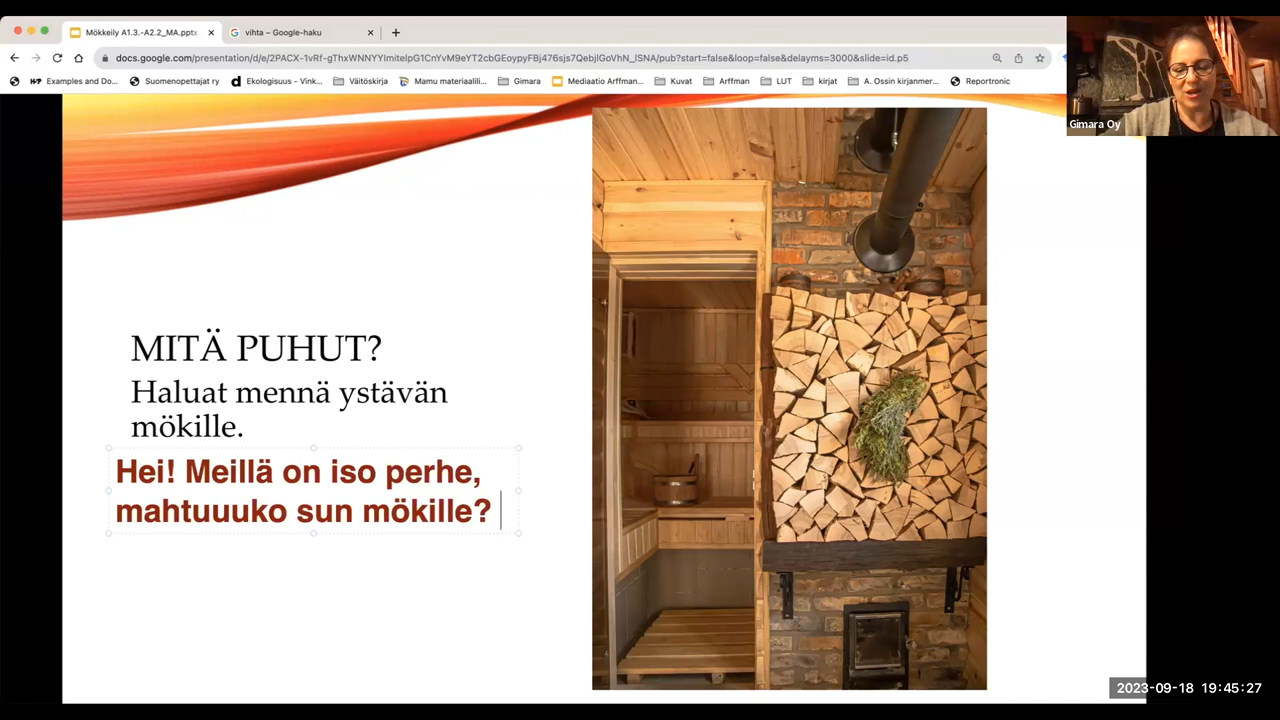 Mökkeily A1.3.-A2.2_MA.pptx
vihta – Google-haku
docs.google.com/presentation/d/e/2PACX-1vRf-gThxWNNYYImitelpG1CnYvM9eYT2cbGEoypyFBj476sjs7QebjlGoVhN_lSNA/pub?start=false&loop=false&delayms=3000&slide=id.p5
Examples and Do...
Suomenopettajat ry
Ekologisuus - Vink...
Väitöskirja
Mamu materiaalili...
Gimara
Mediaatio Arffman...
Kuvat
Arffman
LUT
kirjat
A. Ossin kirjanmer...
Reportronic
Gimara Oy
MITÄ PUHUT?
Haluat mennä ystävän
mökille.
Hei! Meillä on iso perhe,
mahtuuuko sun mökille?
2023-09-18 19:45:27